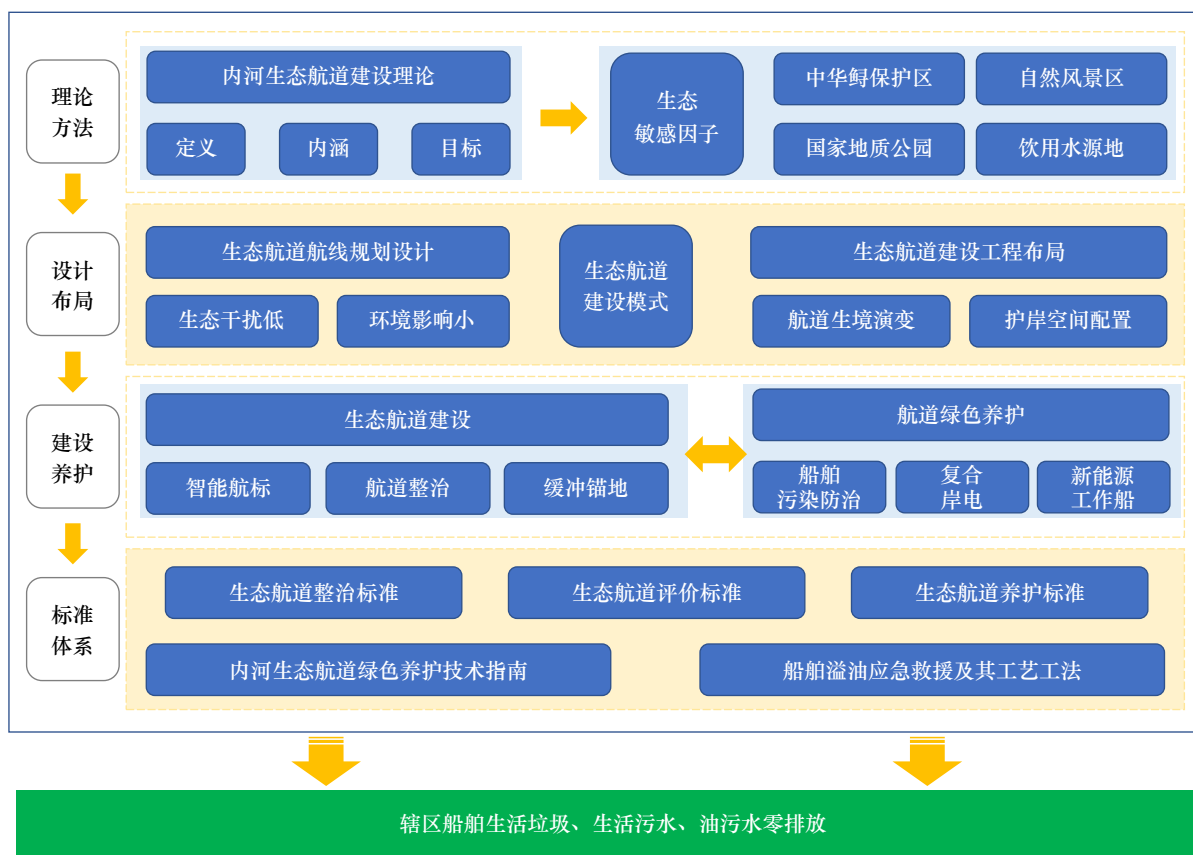 理论
方法
内河生态航道建设理论
定义
内涵
目标
生态
敏感因子
中华鲟保护区
自然风景区
国家地质公园
饮用水源地
设计
布局
生态航道航线规划设计
生态干扰低
环境影响小
生态航道
建设模式
生态航道建设工程布局
航道生境演变
护岸空间配置
建设
养护
生态航道建设
智能航标
航道整治
缓冲锚地
航道绿色养护
船舶
污染防治
复合
岸电
新能源
工作船
标准
体系
生态航道整治标准
生态航道评价标准
生态航道养护标准
内河生态航道绿色养护技术指南
船舶溢油应急救援及其工艺工法
辖区船舶生活垃圾、生活污水、油污水零排放